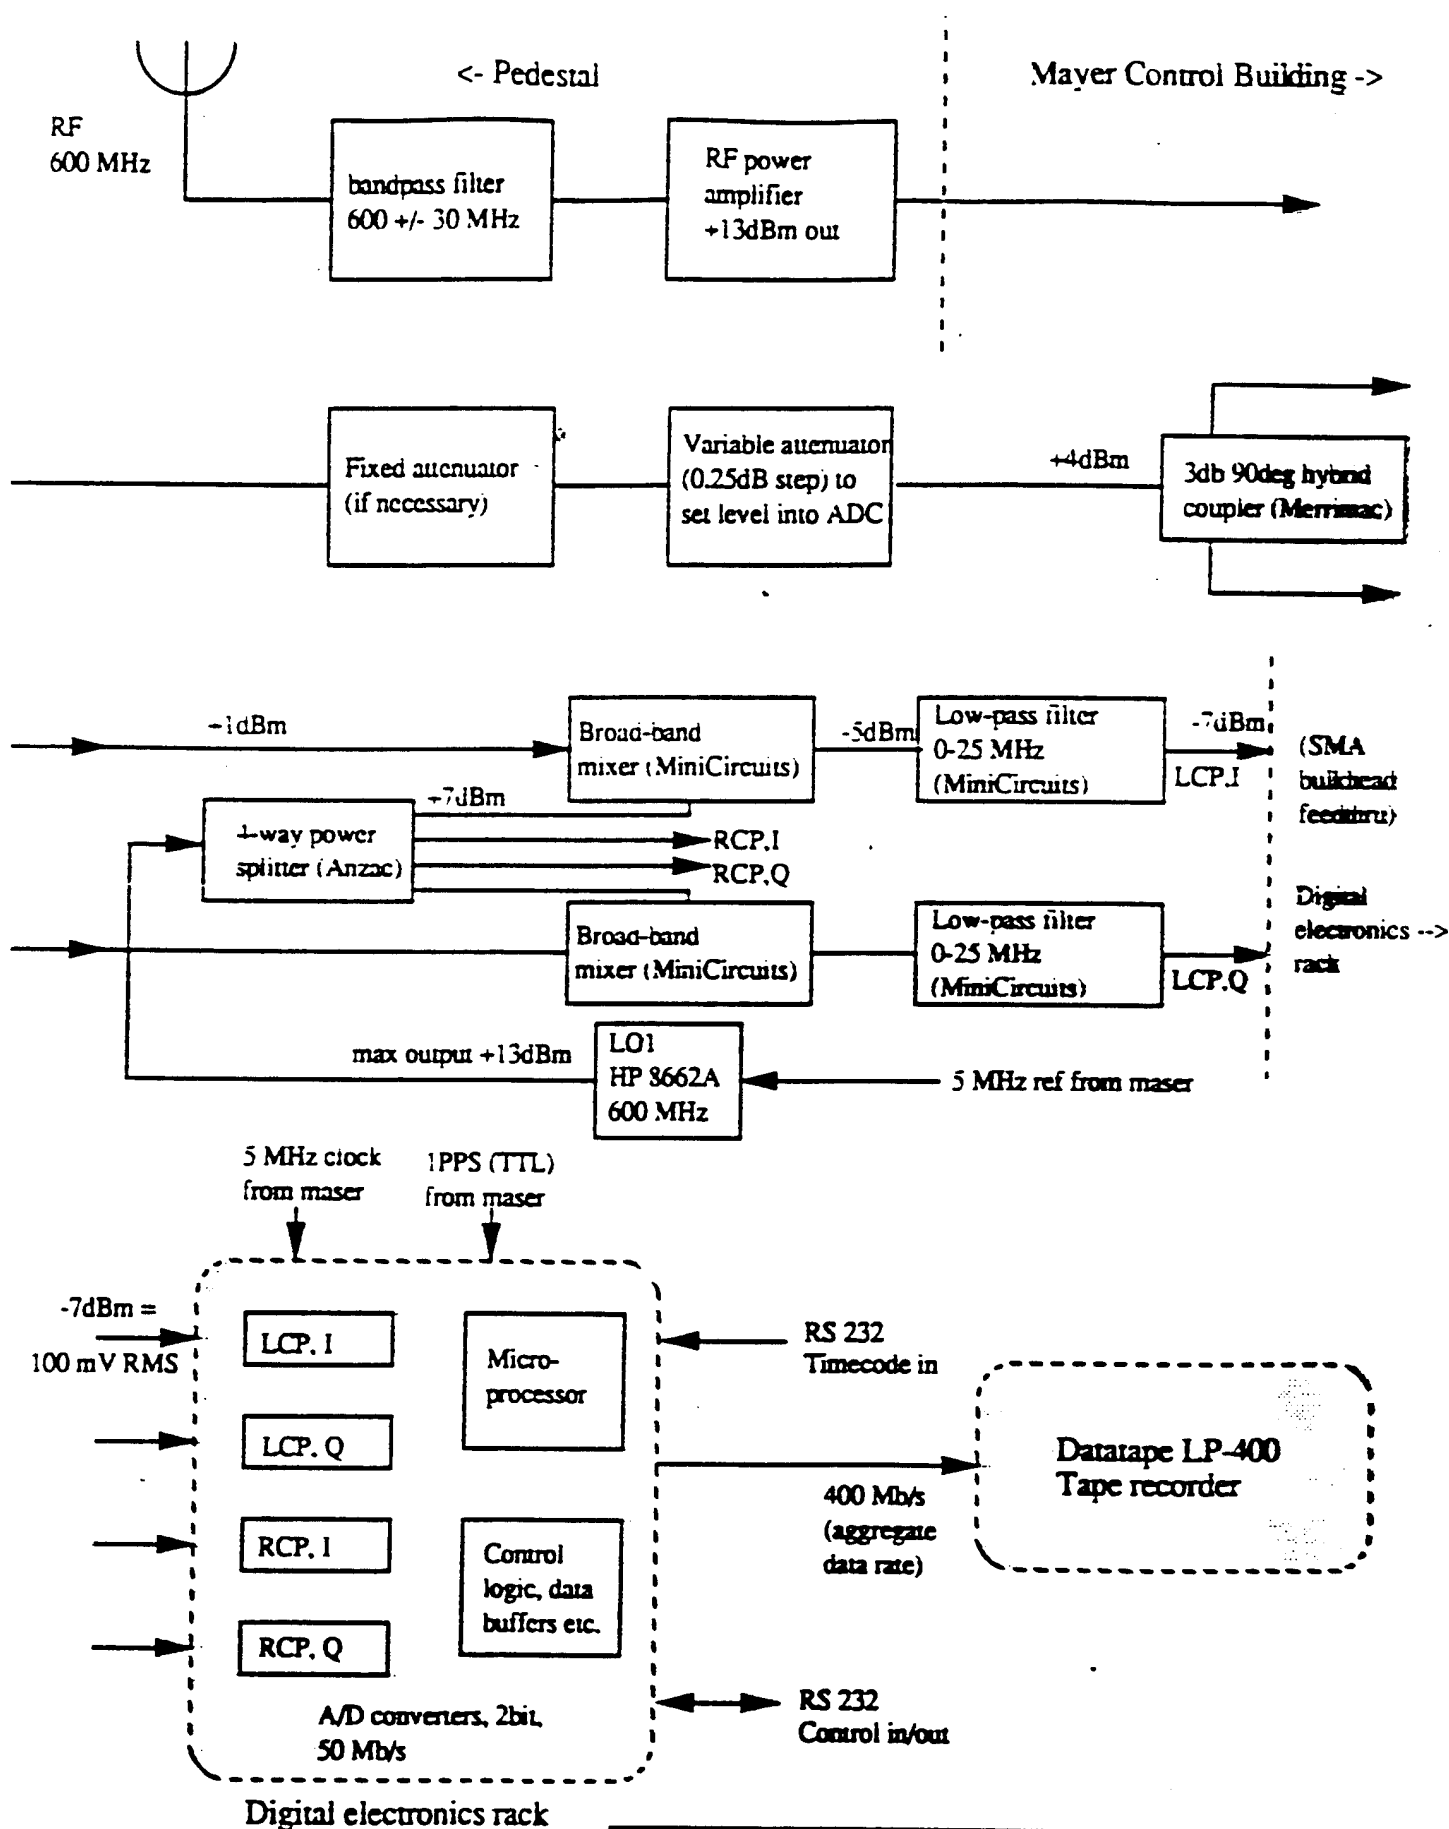 <- Pedestal
Mayer Control Building ->
RF
600 MHz
bandpass filter
600 +/- 30 MHz
RF power
amplifier
+13dBm out
Fixed attenuator
(if necessary)
Variable attenuator
(0.25dB step) to
set level into ADC
+4dBm
3db 90deg hybrid
coupler (Merrimac)
+1dBm
Broad-band
mixer (MiniCircuits)
-5dBm
Low-pass filter
0-25 MHz
(MiniCircuits)
-7dBm
LCP.I
(SMA
bulkhead
feedthru)
+7dBm
4-way power
splitter (Anzac)
RCP.I
RCP.Q
Broad-band
mixer (MiniCircuits)
Low-pass filter
0-25 MHz
(MiniCircuits)
LCP.Q
Digital
electronics -->
rack
max output +13dBm
LO1
HP 8662A
600 MHz
5 MHz ref from maser
5 MHz clock
from maser
1PPS (TTL)
from maser
-7dBm =
100 mV RMS
LCP. I
LCP. Q
RCP. I
RCP. Q
Micro-
processor
Control
logic, data
buffers etc.
A/D converters, 2bit,
50 Mb/s
RS 232
Timecode in
400 Mb/s
(aggregate
data rate)
Datatape LP-400
Tape recorder
RS 232
Control in/out
Digital electronics rack